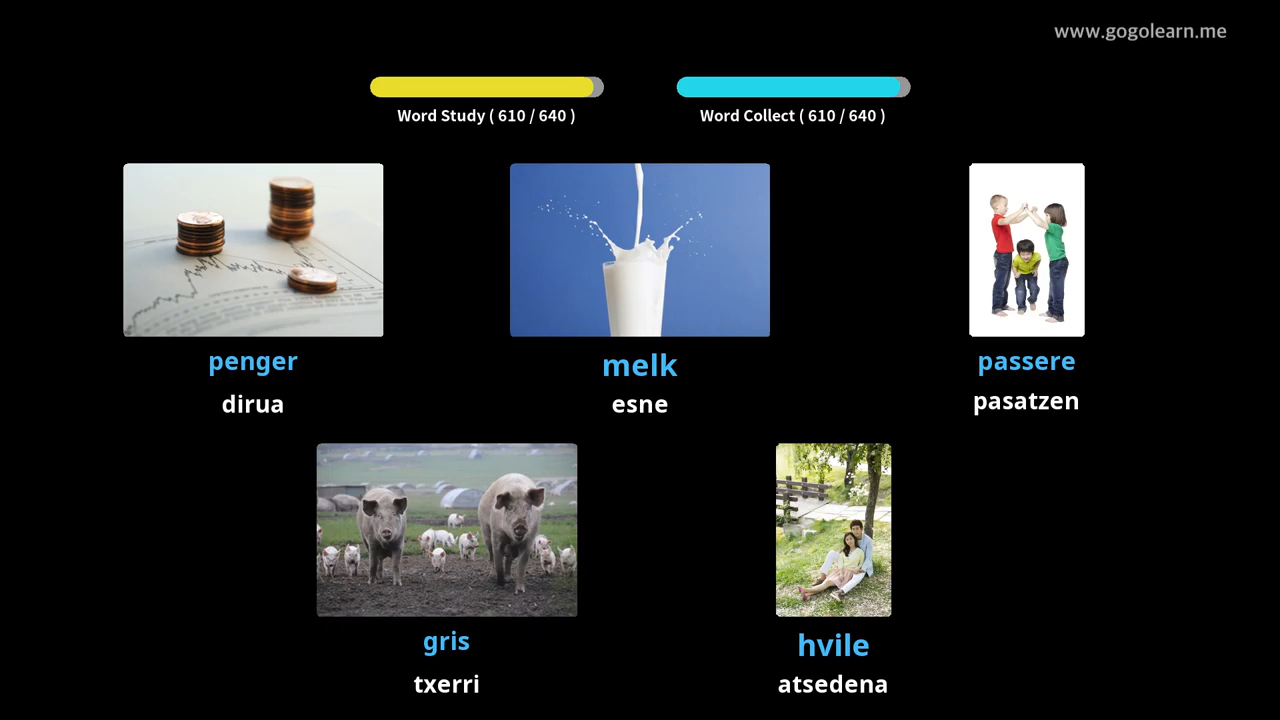 www.gogolearn.me
Word Study ( 610 / 640 )
Word Collect ( 610 / 640 )
penger
melk
passere
dirua
esne
pasatzen
gris
hvile
txerri
atsedena